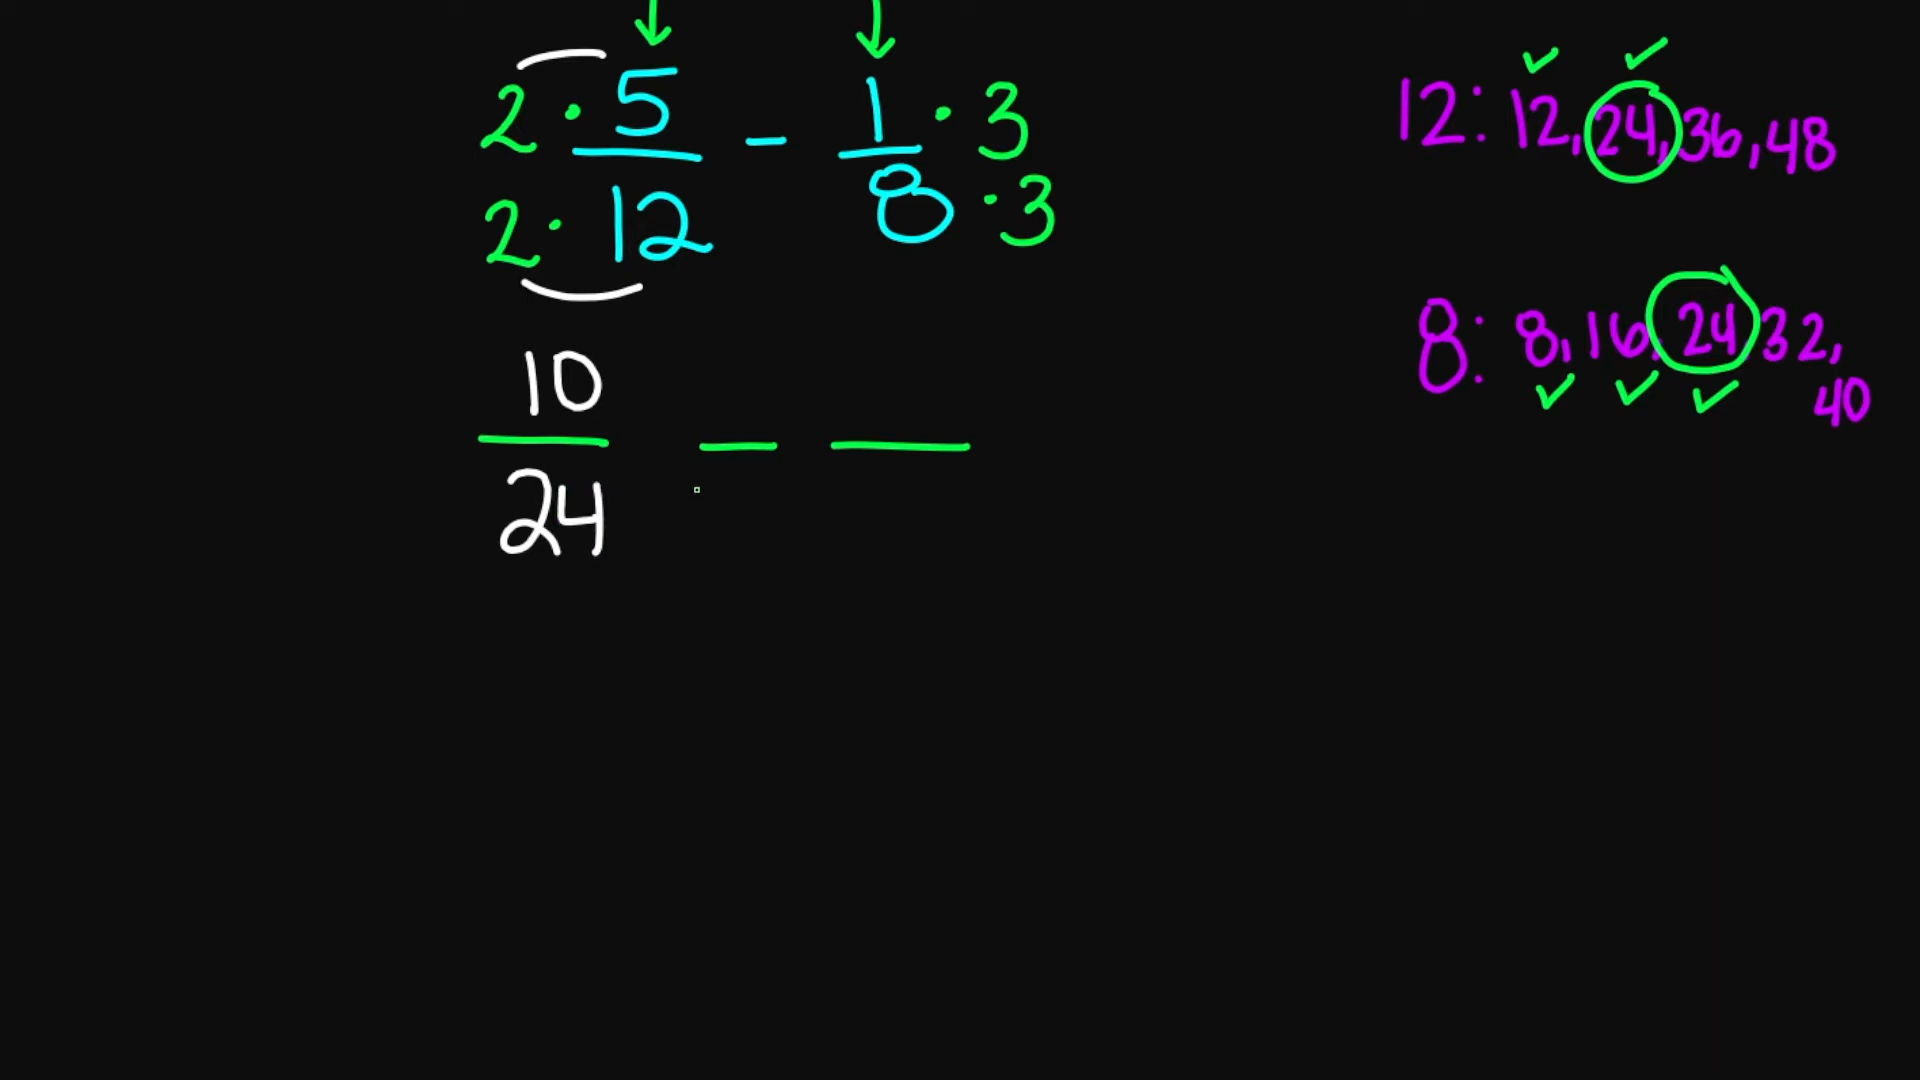 2 · 5 - 1 · 3
2 · 12 8 · 3
10
24
12: 12, 24, 36, 48
8: 8, 16, 24 32,
40